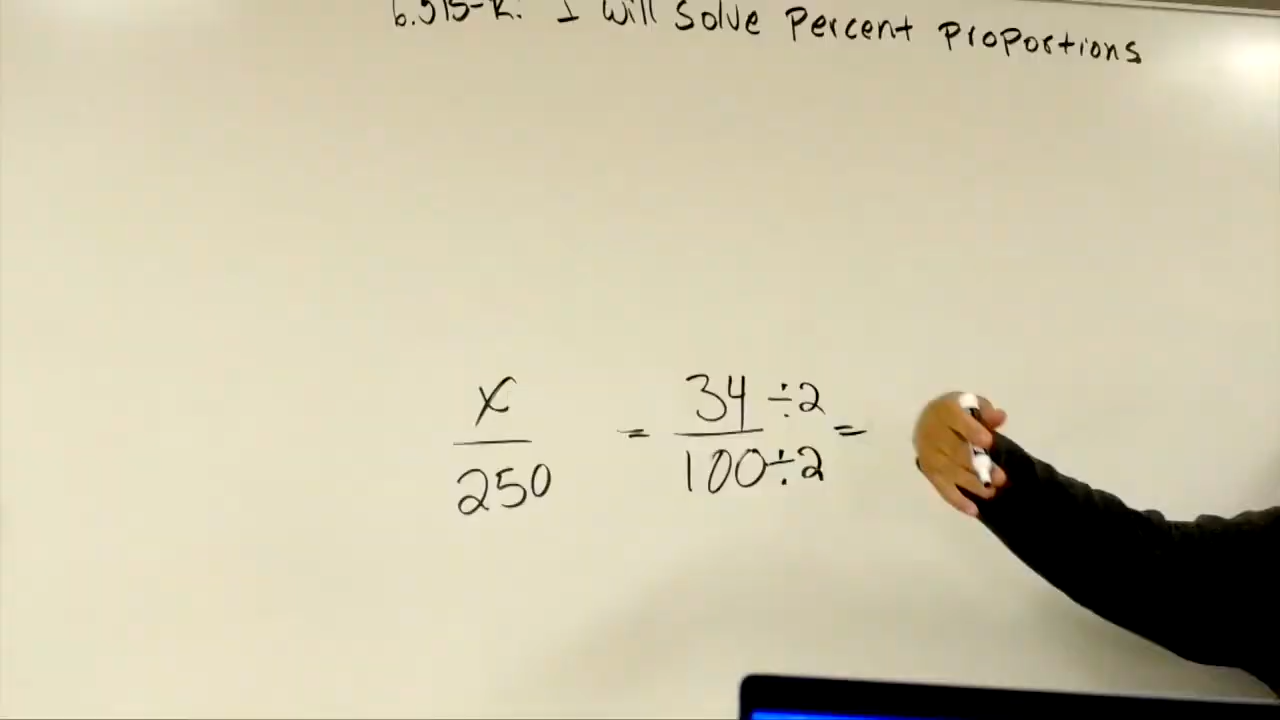 I will Solve Percent Proportions
x/250 = 34/100 ÷2/÷2 =